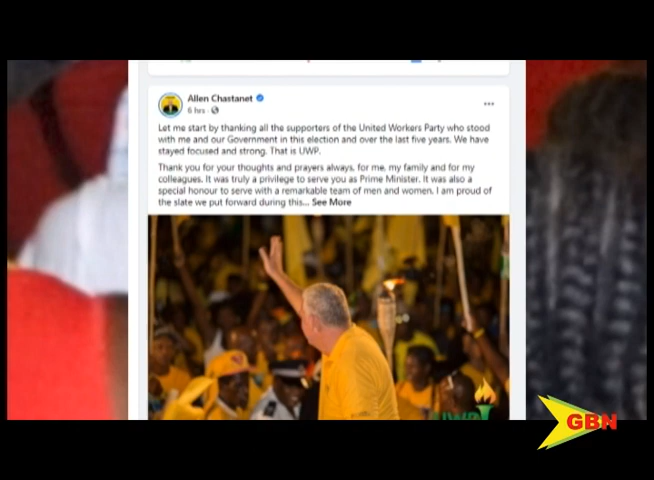 Allen Chastanet
6 hrs
Let me start by thanking all the supporters of the United Workers Party who stood
with me and our Government in this election and over the last five years. We have
stayed focused and strong. That is UWP.
Thank you for your thoughts and prayers always, for me, my family and for my
colleagues. It was truly a privilege to serve you as Prime Minister. It was also a
special honour to serve with a remarkable team of men and women. I am proud of
the slate we put forward during this... See More
UWP
GBN